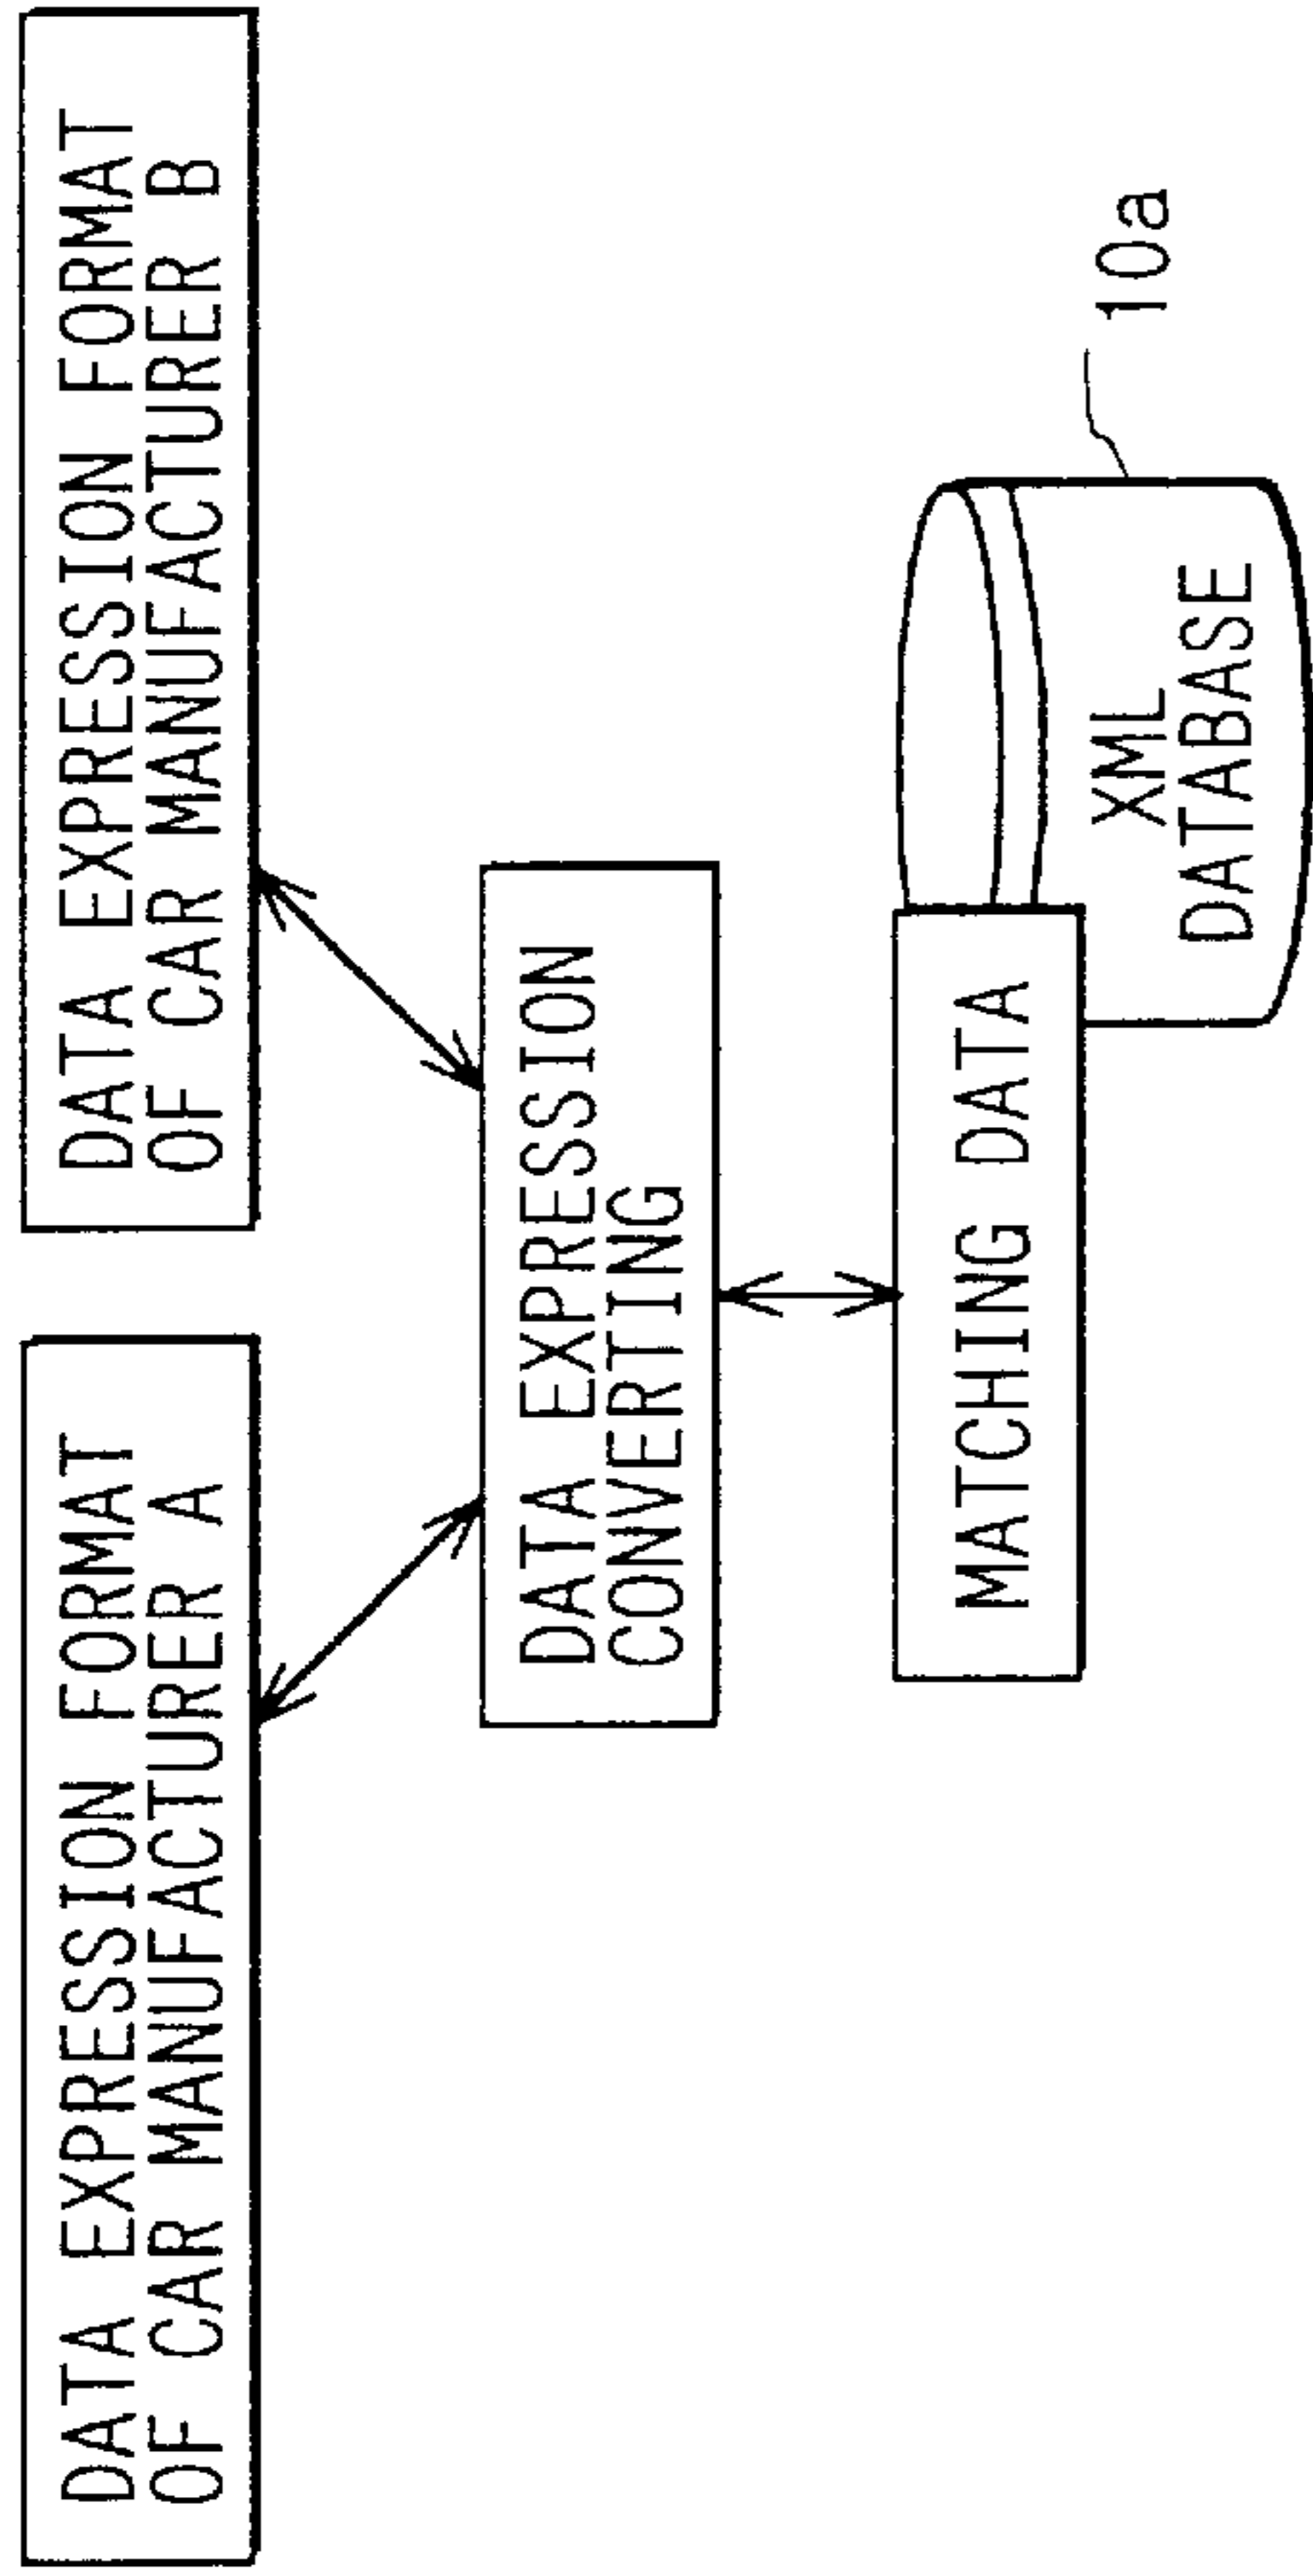 DATA EXPRESSION FORMAT
OF CAR MANUFACTURER A
DATA EXPRESSION FORMAT
OF CAR MANUFACTURER B
DATA EXPRESSION
CONVERTING
MATCHING DATA
XML
DATABASE
10a